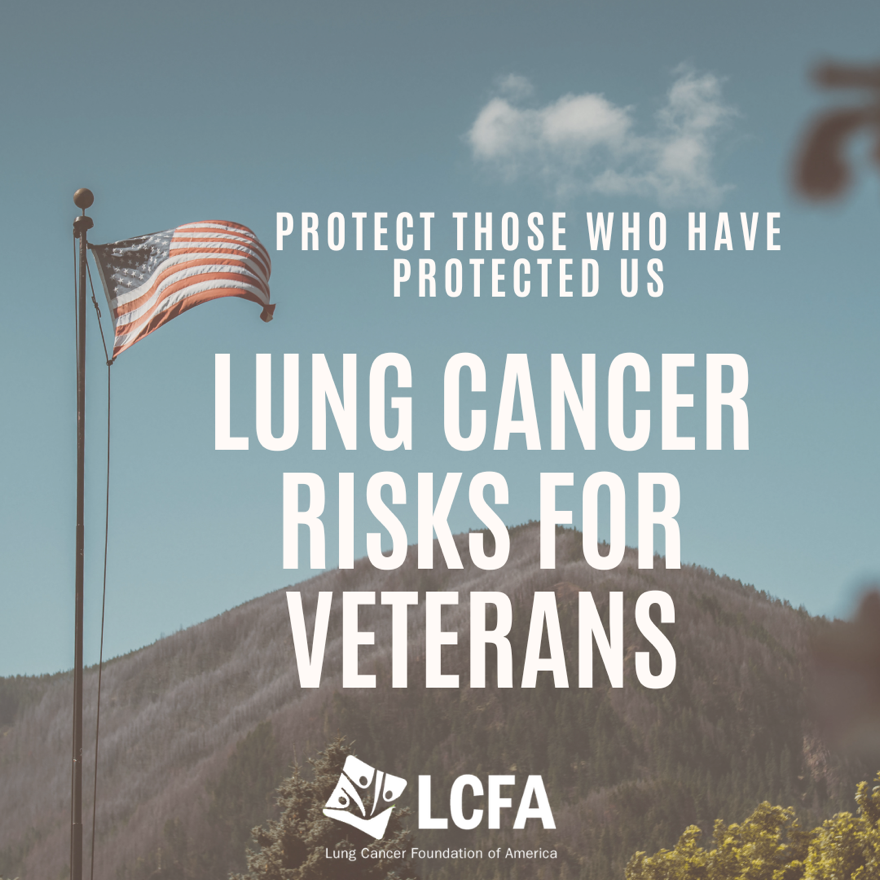 PROTECT THOSE WHO HAVE
PROTECTED US
LUNG CANCER
RISKS FOR
VETERANS
LCFA
Lung Cancer Foundation of America